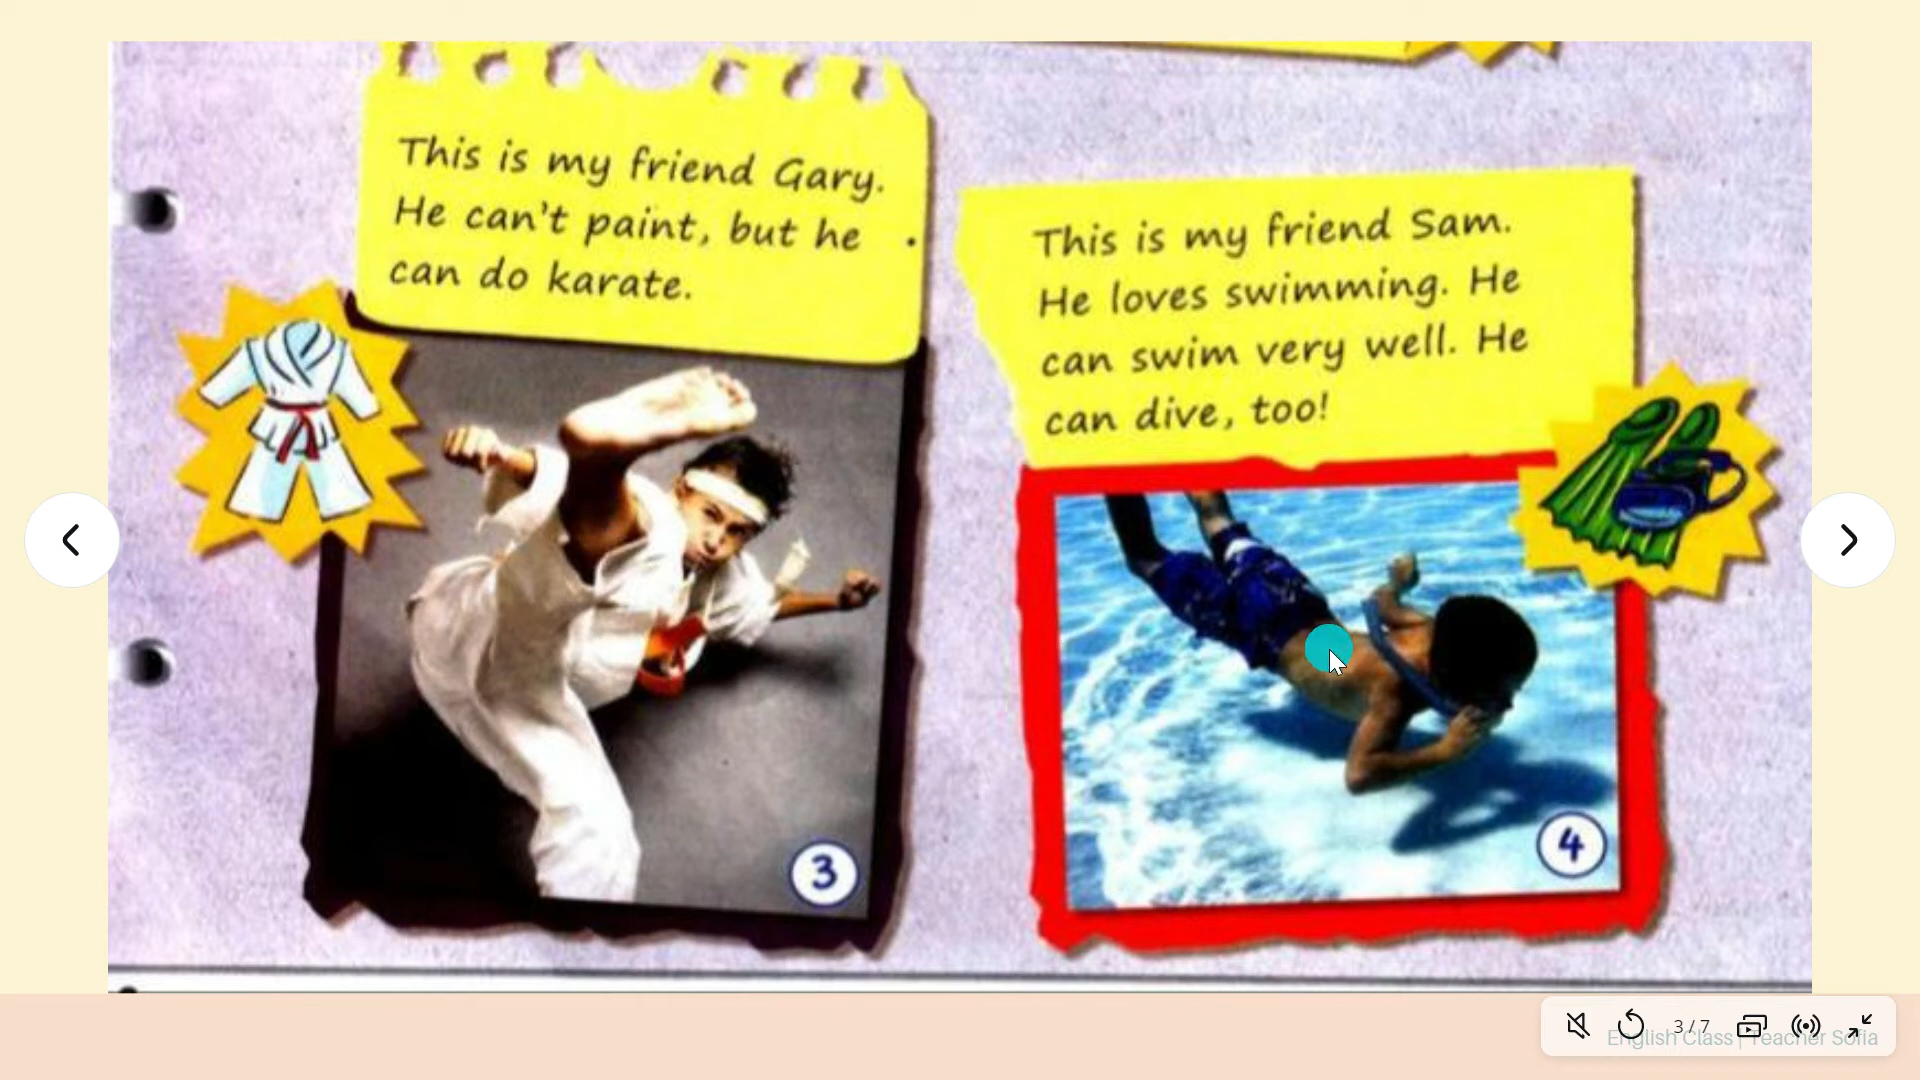 This is my friend Gary.
He can't paint, but he
can do karate.
This is my friend Sam.
He loves swimming. He
can swim very well. He
can dive, too!
3
4
3 / 7
English Class | Teacher Sofia